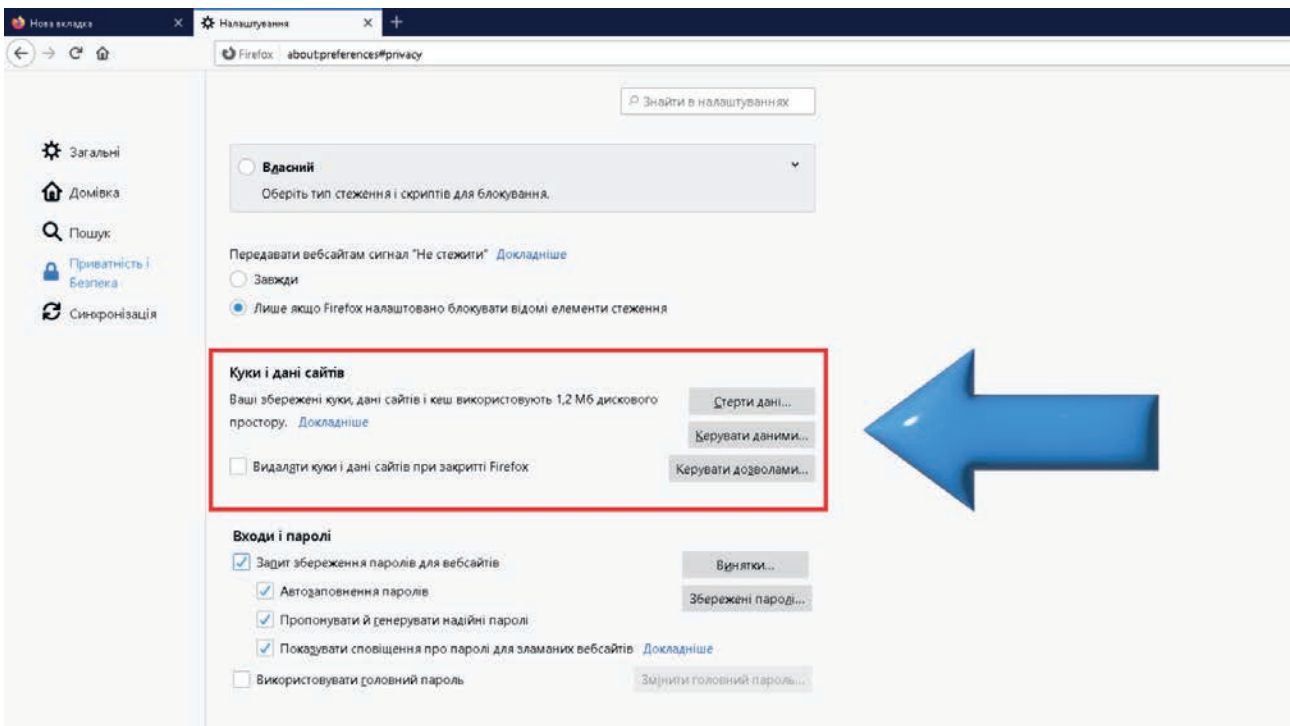 Нова вкладка
Налаштування
Firefox about:preferences#privacy
Знайти в налаштуваннях
Загальні
Домівка
Пошук
Приватність і
Безпека
Синхронізація
Власний
Оберіть тип стеження і скриптів для блокування.
Передавати вебсайтам сигнал "Не стежити" Докладніше
Завжди
Лише якщо Firefox налаштовано блокувати відомі елементи стеження
Куки і дані сайтів
Ваші збережені куки, дані сайтів і кеш використовують 1,2 Мб дискового
простору. Докладніше
Стерти дані...
Керувати даними...
Видаляти куки і дані сайтів при закритті Firefox
Керувати дозволами...
Входи і паролі
Запит збереження паролів для вебсайтів
Винятки...
Автозаповнення паролів
Збережені паролі...
Пропонувати й генерувати надійні паролі
Показувати сповіщення про паролі для зламаних вебсайтів Докладніше
Використовувати головний пароль
Змінити головний пароль...